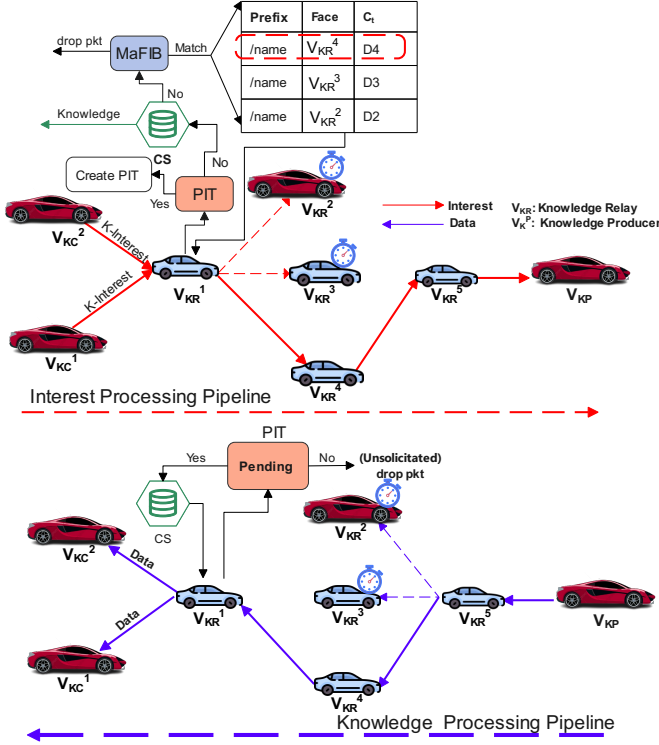 Prefix Face Ct
/name VKR4 D4
/name VKR3 D3
/name VKR2 D2
drop pkt
MaFIB
Match
No
Knowledge
CS
No
Create PIT
Yes
PIT
VKR2
Interest
VKR: Knowledge Relay
Data
VKP: Knowledge Producer
VKC2
K-Interest
K-Interest
VKR1
VKR3
VKR5
VKP
VKC1
VKR4
Interest Processing Pipeline
PIT
Yes
Pending
No
(Unsolicitated)
drop pkt
CS
VKR2
VKC2
Data
Data
VKR1
VKR3
VKR5
VKP
VKC1
VKR4
Knowledge Processing Pipeline